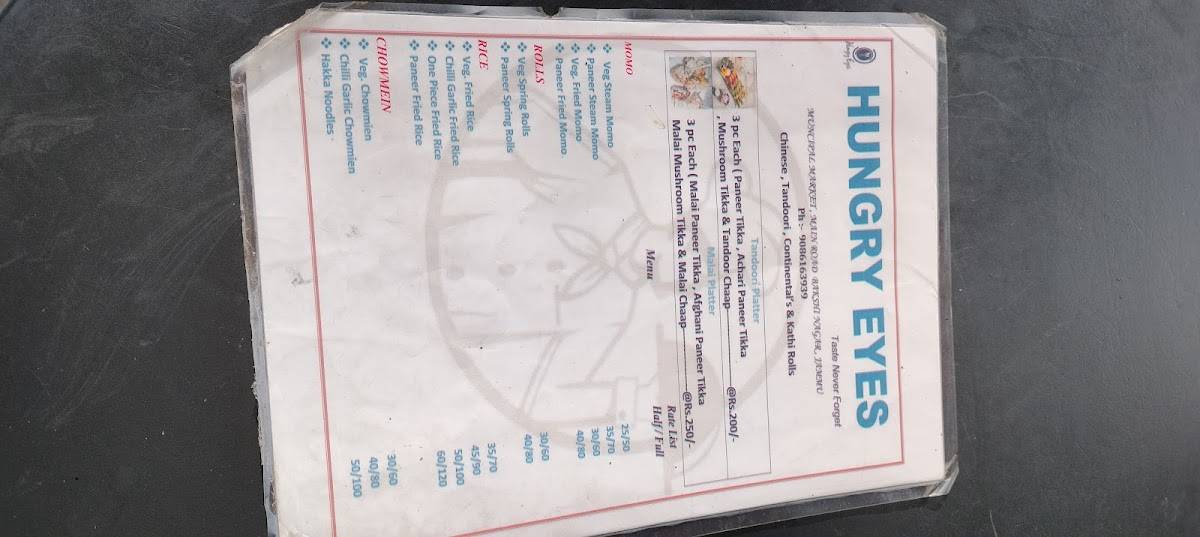 Hungry Eyes
HUNGRY EYES
Taste Never Forget
MUNCIPAL MARKET, MAIN ROAD BAKSHI NAGAR, JAMMU
Ph :- 9086163939
Chinese , Tandoori , Continental's & Kathi Rolls
Tandoori Platter
3 pc Each ( Paneer Tikka , Achari Paneer Tikka
, Mushroom Tikka & Tandoor Chaap----------@Rs.200/-
Malai Platter
3 pc Each ( Malai Paneer Tikka , Afghani Paneer Tikka
Malai Mushroom Tikka & Malai Chaap----------@Rs.250/-
Menu Rate List
Half / Full
MOMO
❖ Veg Steam Momo 25/50
❖ Paneer Steam Momo 35/70
❖ Veg. Fried Momo 30/60
❖ Paneer Fried Momo. 40/80
ROLLS
❖ Veg Spring Rolls 30/60
❖ Paneer Spring Rolls 40/80
RICE
❖ Veg. Fried Rice 35/70
❖ Chilli Garlic Fried Rice 45/90
❖ One Piece Fried Rice 50/100
❖ Paneer Fried Rice 60/120
CHOWMEIN
❖ Veg. Chowmien 30/60
❖ Chilli Garlic Chowmien 40/80
❖ Hakka Noodles 50/100